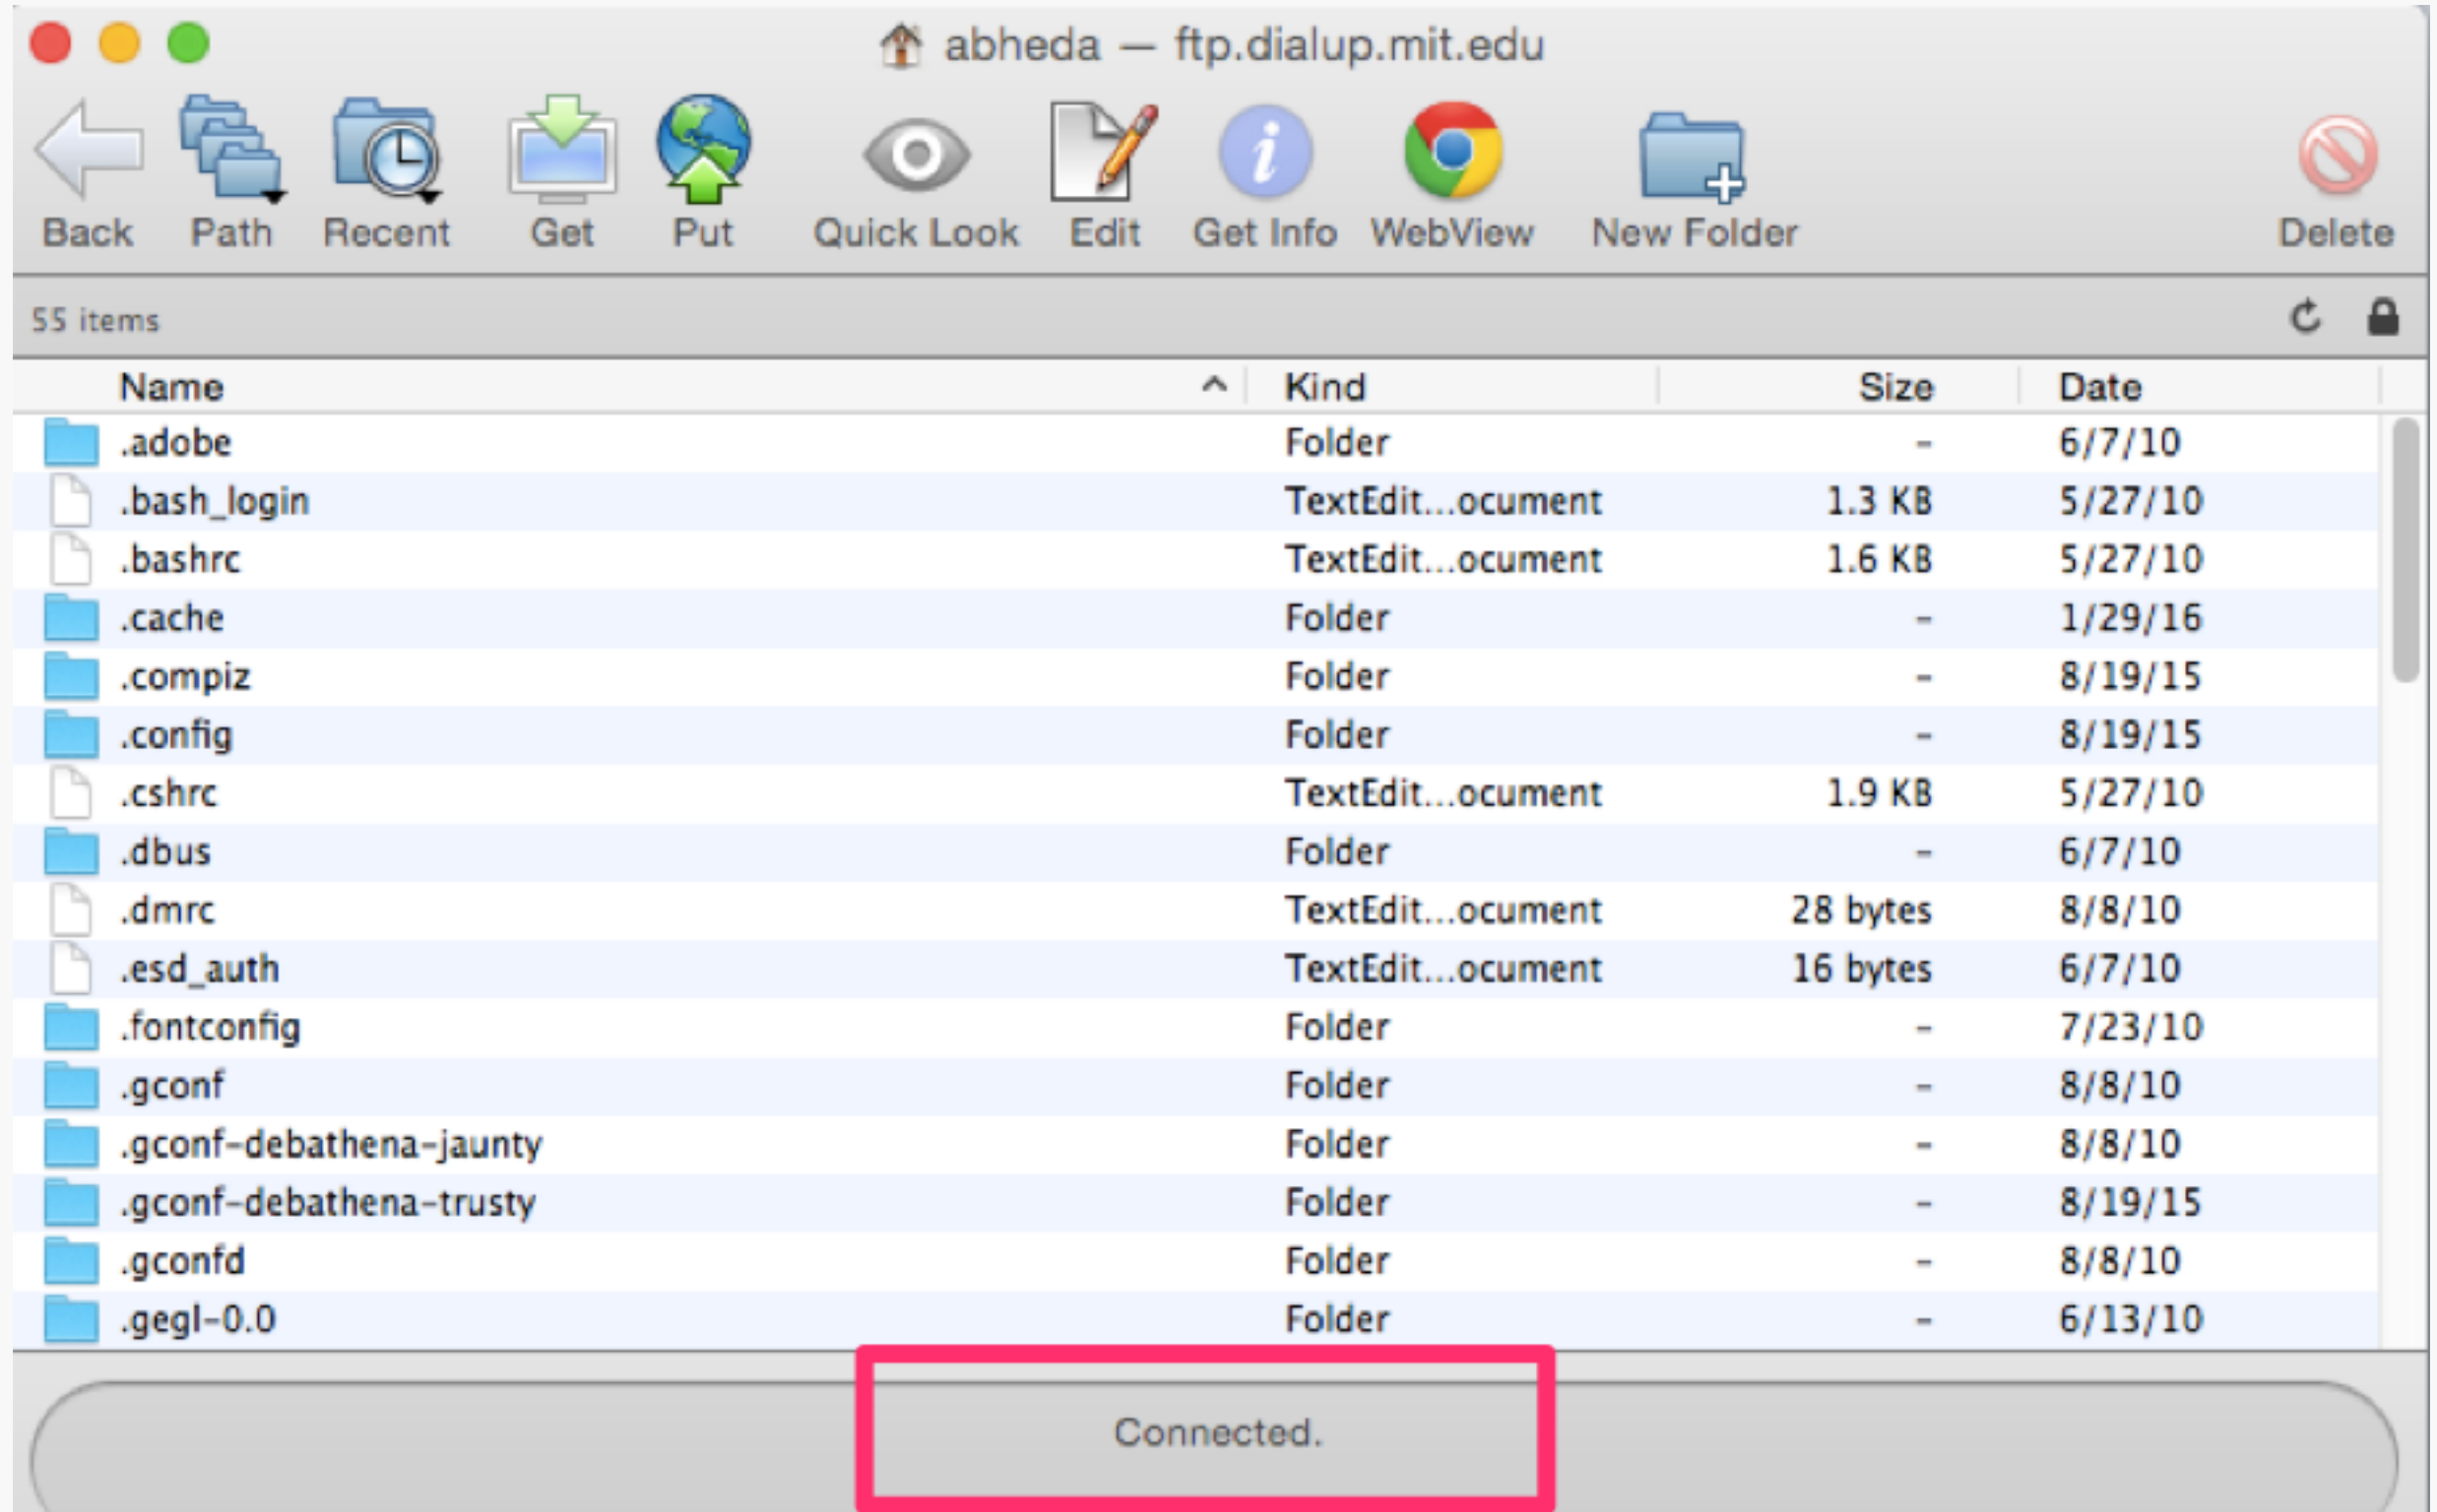 abheda — ftp.dialup.mit.edu
Back Path Recent Get Put Quick Look Edit Get Info WebView New Folder Delete
55 items
Name Kind Size Date
.adobe Folder - 6/7/10
.bash_login TextEdit...ocument 1.3 KB 5/27/10
.bashrc TextEdit...ocument 1.6 KB 5/27/10
.cache Folder - 1/29/16
.compiz Folder - 8/19/15
.config Folder - 8/19/15
.cshrc TextEdit...ocument 1.9 KB 5/27/10
.dbus Folder - 6/7/10
.dmrc TextEdit...ocument 28 bytes 8/8/10
.esd_auth TextEdit...ocument 16 bytes 6/7/10
.fontconfig Folder - 7/23/10
.gconf Folder - 8/8/10
.gconf-debathena-jaunty Folder - 8/8/10
.gconf-debathena-trusty Folder - 8/19/15
.gconfd Folder - 8/8/10
.gegl-0.0 Folder - 6/13/10
Connected.